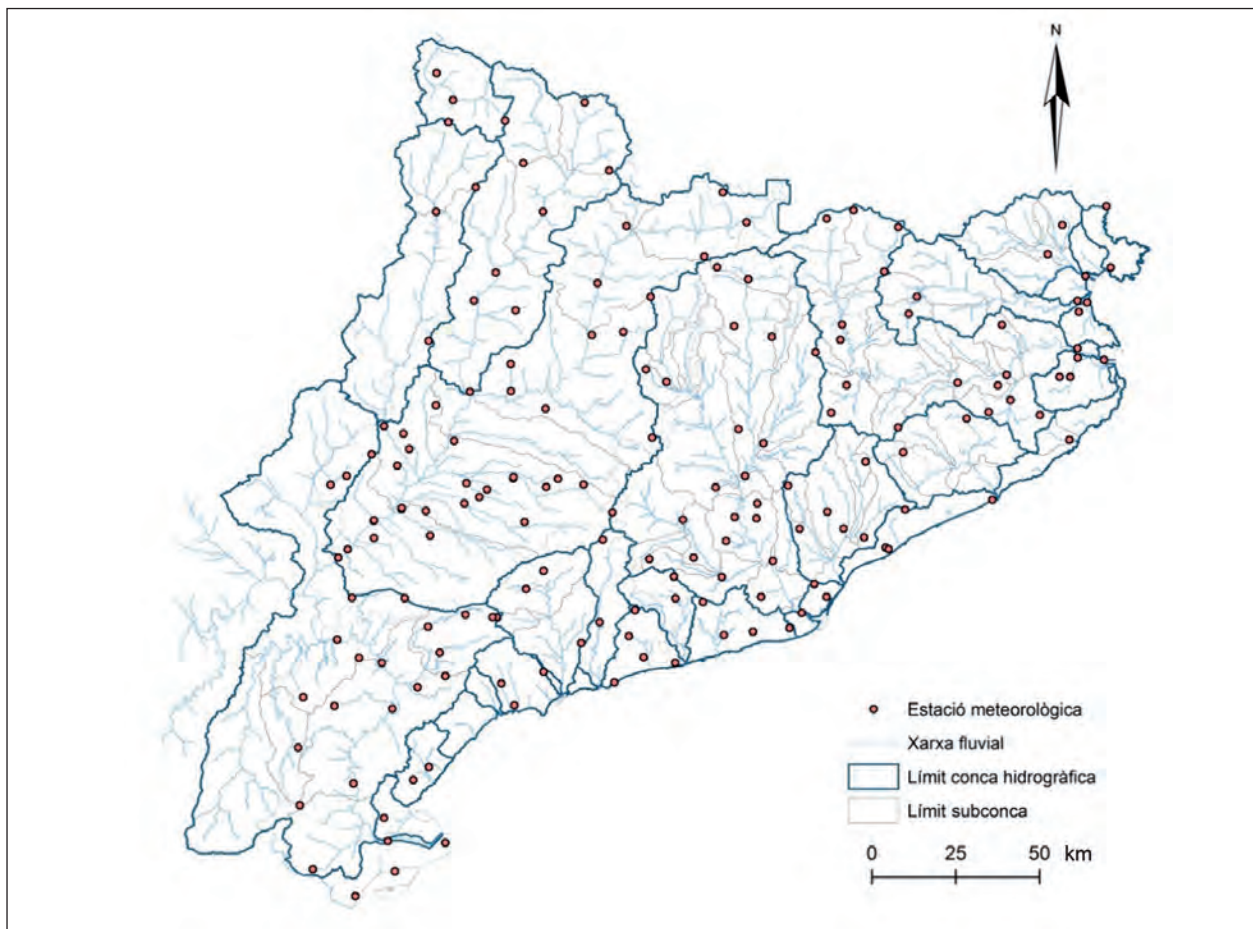 N
Estació meteorològica
Xarxa fluvial
Límit conca hidrogràfica
Límit subconca
0 25 50 km